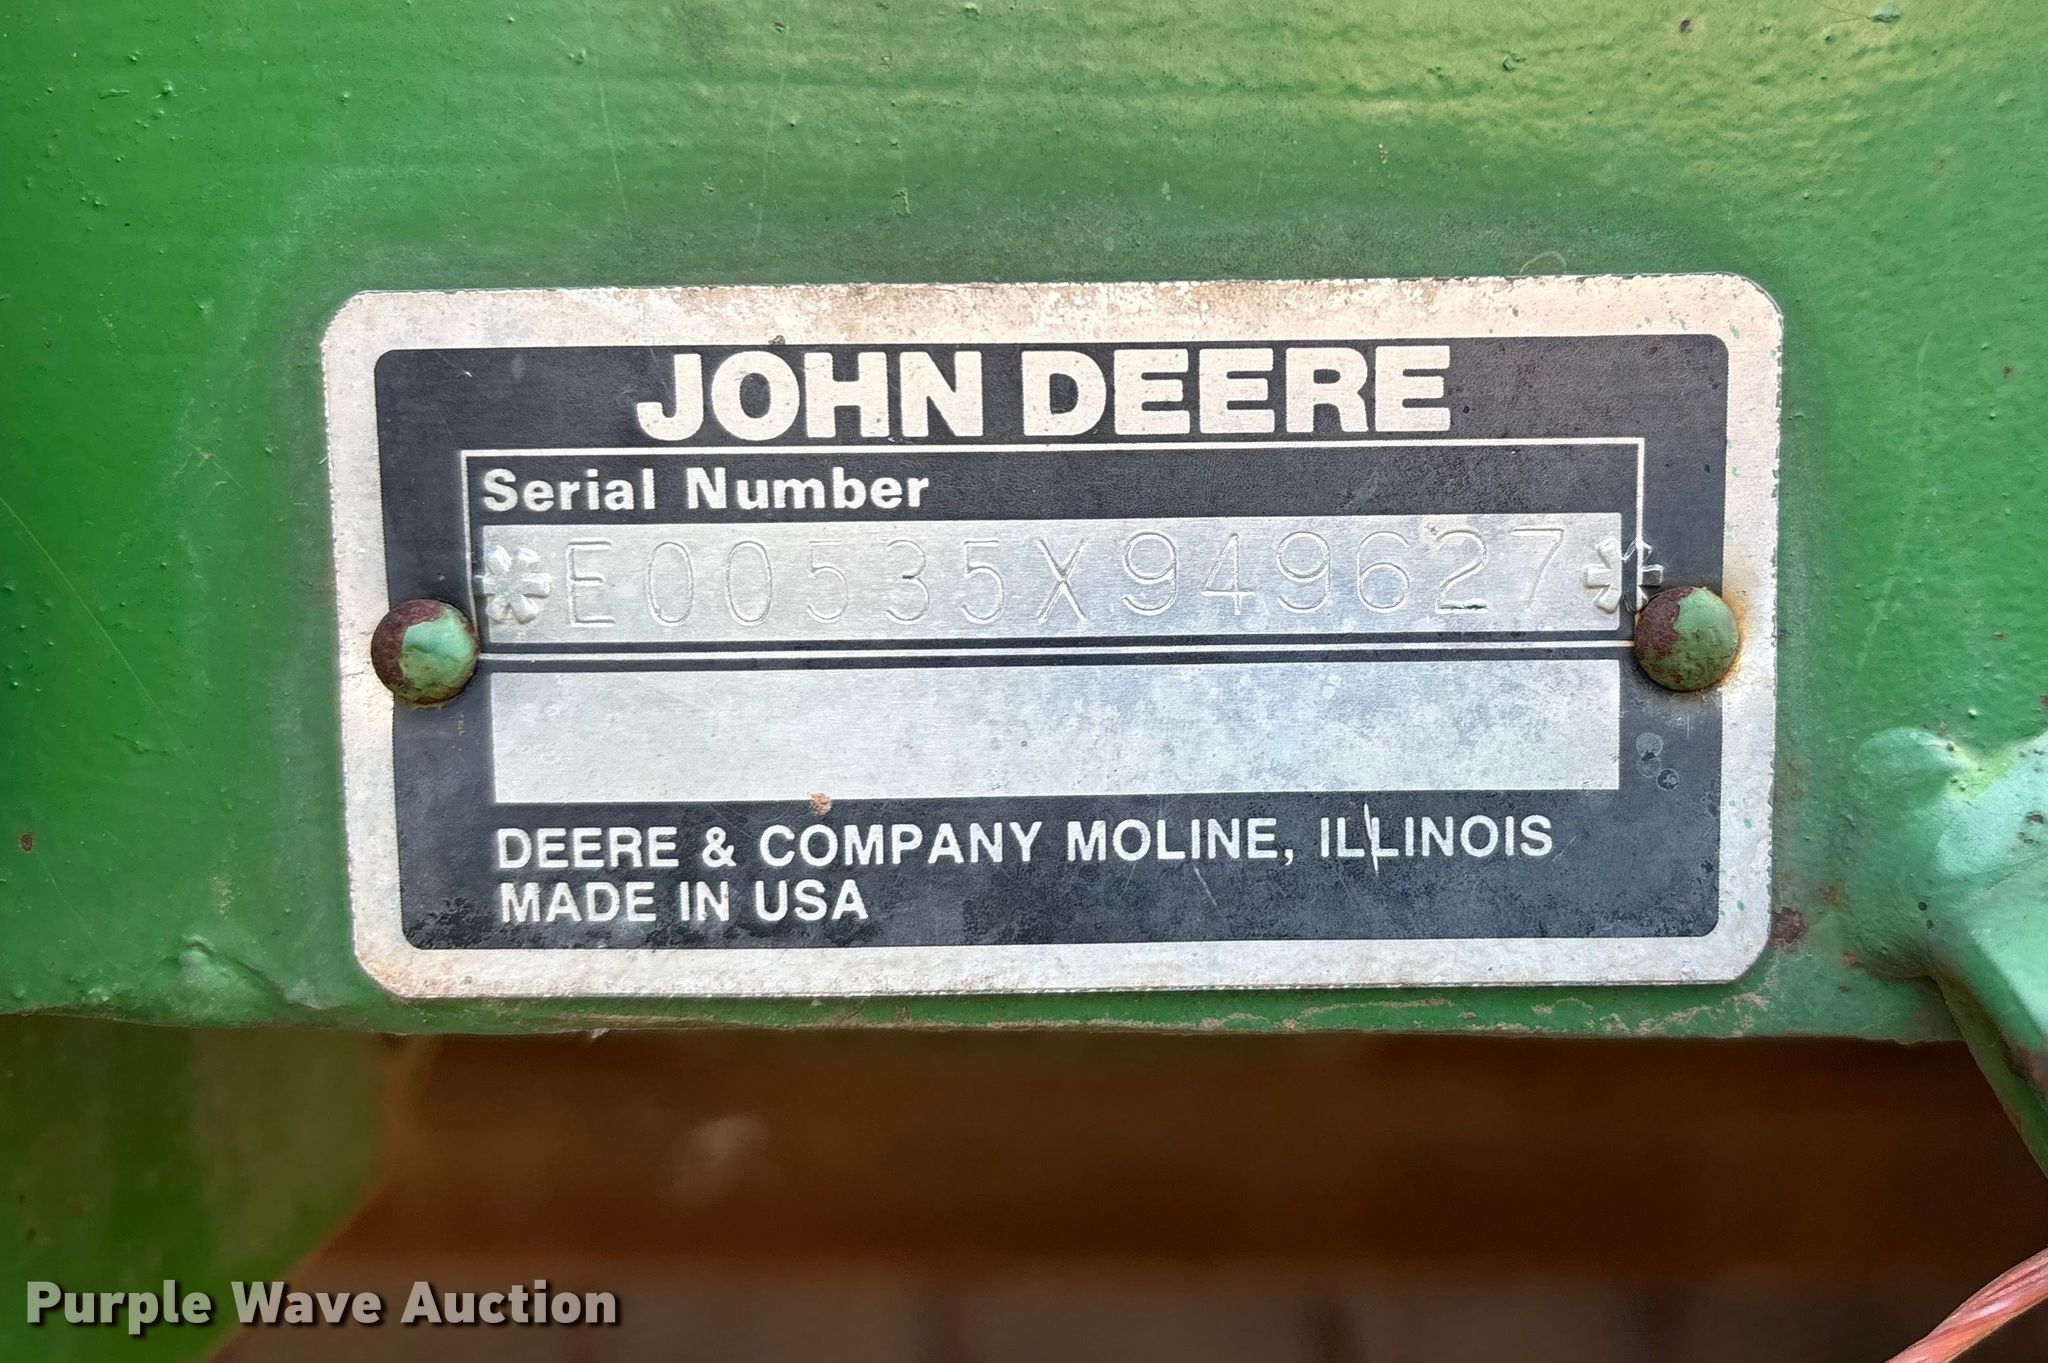 JOHN DEERE
Serial Number
*E00535X949627*
DEERE & COMPANY MOLINE, ILLINOIS
MADE IN USA
Purple Wave Auction